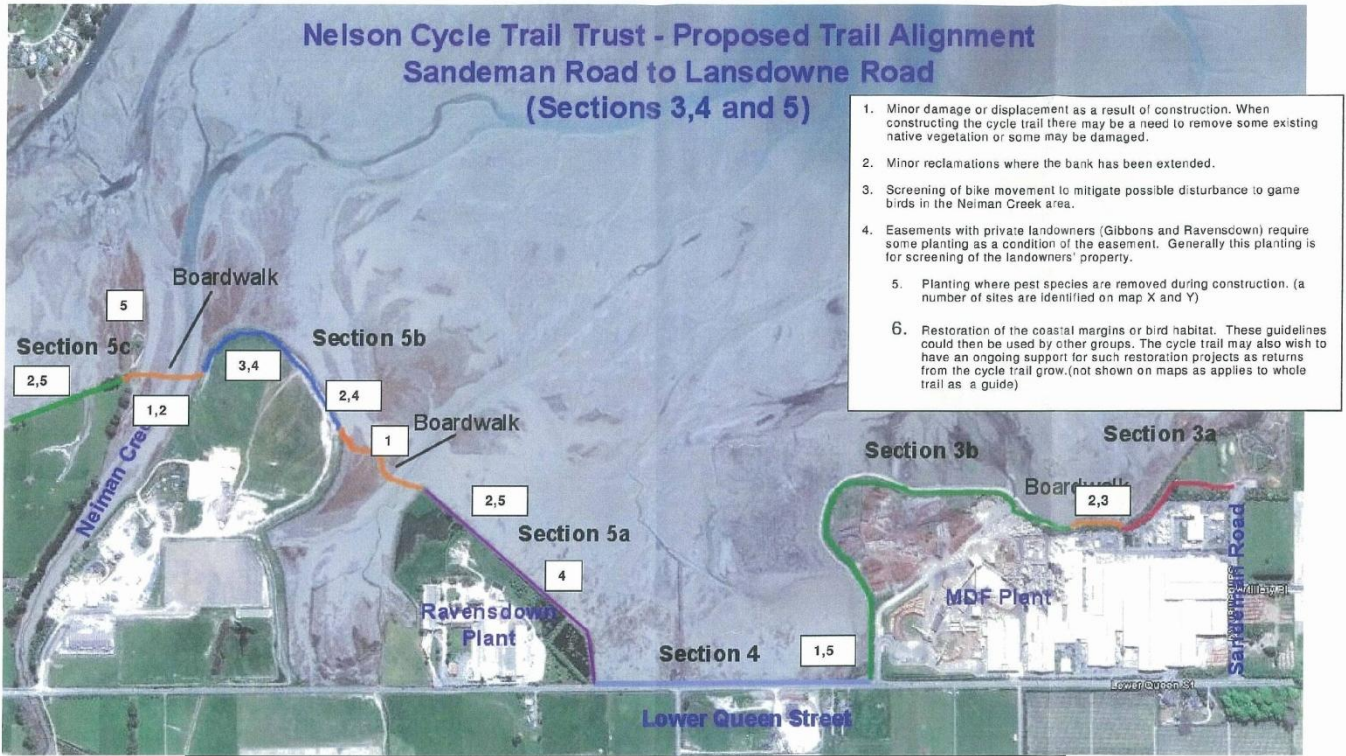 Nelson Cycle Trail Trust - Proposed Trail Alignment
Sandeman Road to Lansdowne Road
(Sections 3,4 and 5)
1. Minor damage or displacement as a result of construction. When
constructing the cycle trail there may be a need to remove some existing
native vegetation or some may be damaged.
2. Minor reclamations where the bank has been extended.
3. Screening of bike movement to mitigate possible disturbance to game
birds in the Neiman Creek area.
4. Easements with private landowners (Gibbons and Ravensdown) require
some planting as a condition of the easement. Generally this planting is
for screening of the landowners' property.
5. Planting where pest species are removed during construction. (a
number of sites are identified on map X and Y)
6. Restoration of the coastal margins or bird habitat. These guidelines
could then be used by other groups. The cycle trail may also wish to
have an ongoing support for such restoration projects as returns
from the cycle trail grow.(not shown on maps as applies to whole
trail as a guide)
Boardwalk
5
Section 5c
2,5
1,2
Neiman
3,4
Section 5b
2,4
1
Boardwalk
2,5
Section 5a
4
Ravensdown
Plant
Section 4
1,5
Section 3b
Section 3a
2,3
MDF Plant
Sandeman Road
Lower Queen St
Lower Queen Street